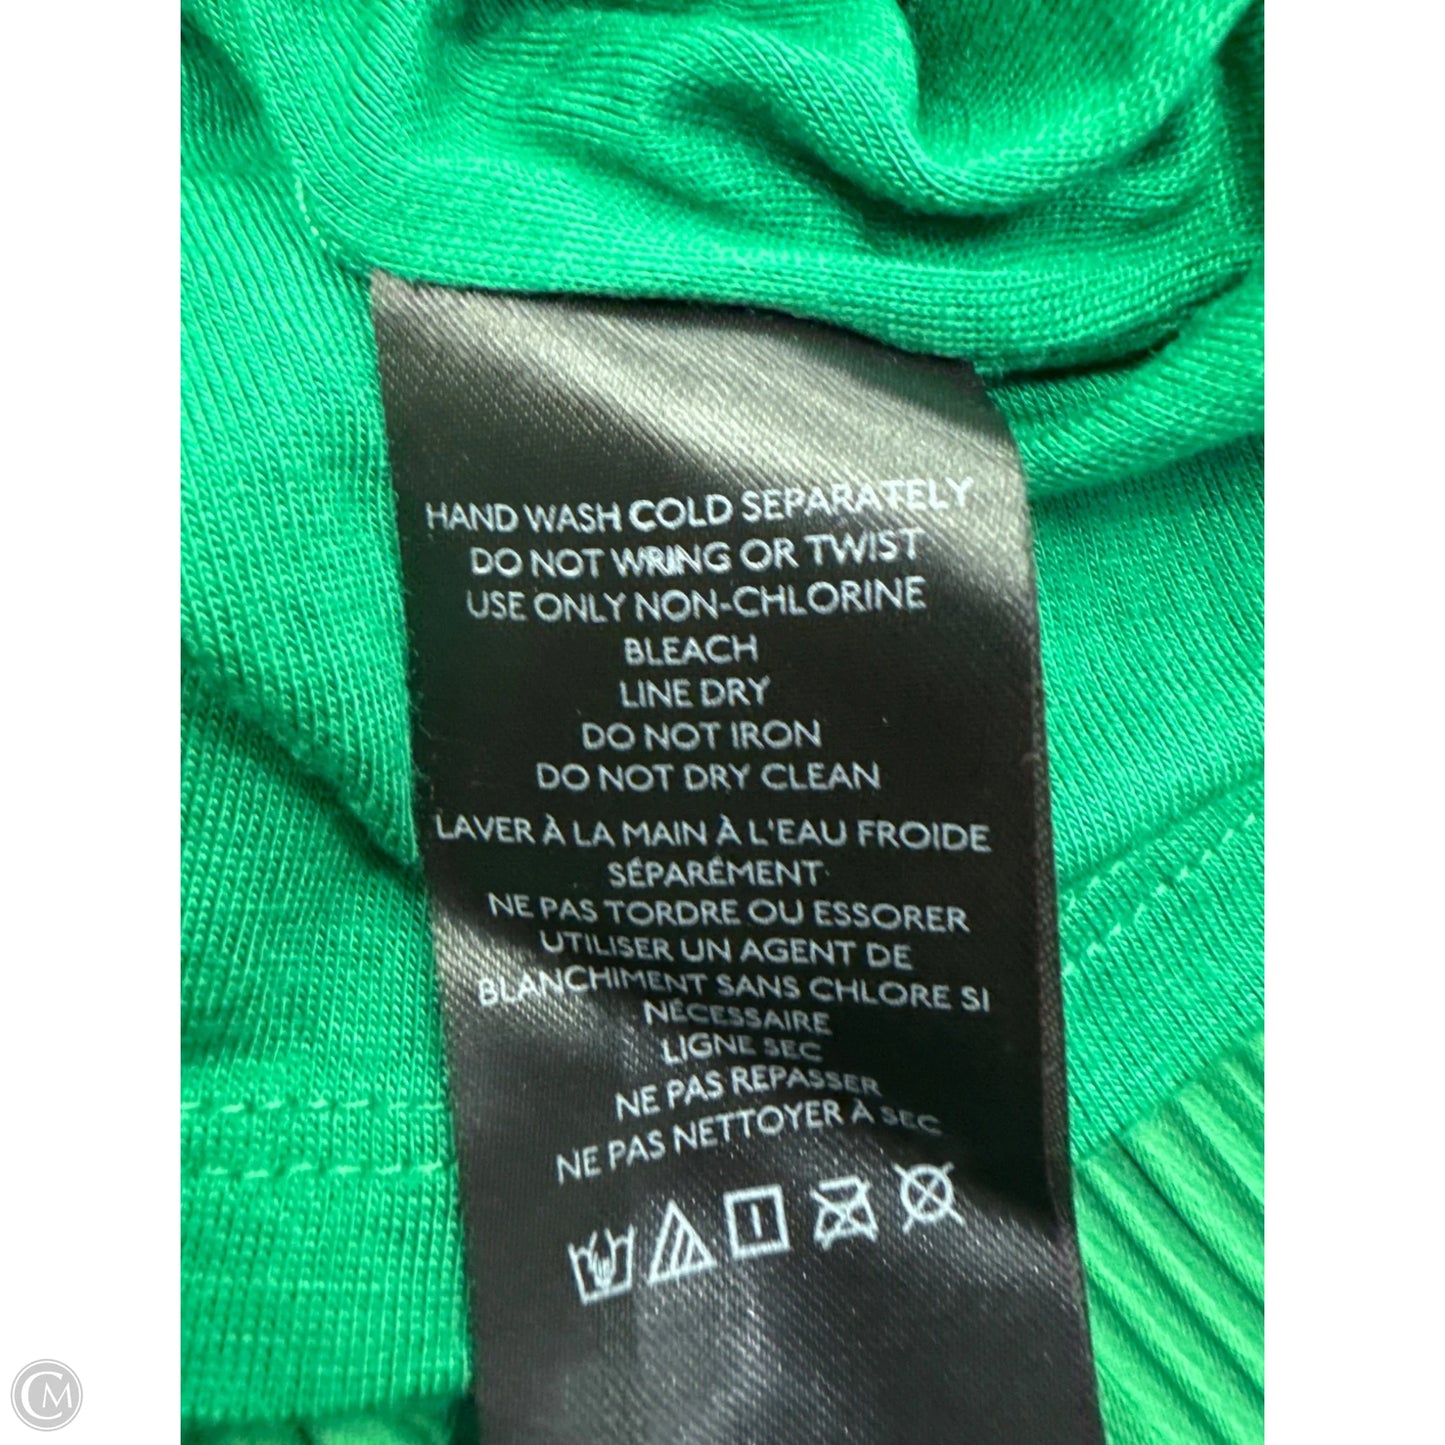 HAND WASH COLD SEPARATELY
DO NOT WRING OR TWIST
USE ONLY NON-CHLORINE
BLEACH
LINE DRY
DO NOT IRON
DO NOT DRY CLEAN
LAVER À LA MAIN À L'EAU FROIDE
SÉPARÉMENT
NE PAS TORDRE OU ESSORER
UTILISER UN AGENT DE
BLANCHIMENT SANS CHLORE SI
NÉCESSAIRE
LIGNE SEC
NE PAS REPASSER
NE PAS NETTOYER À SEC
CM